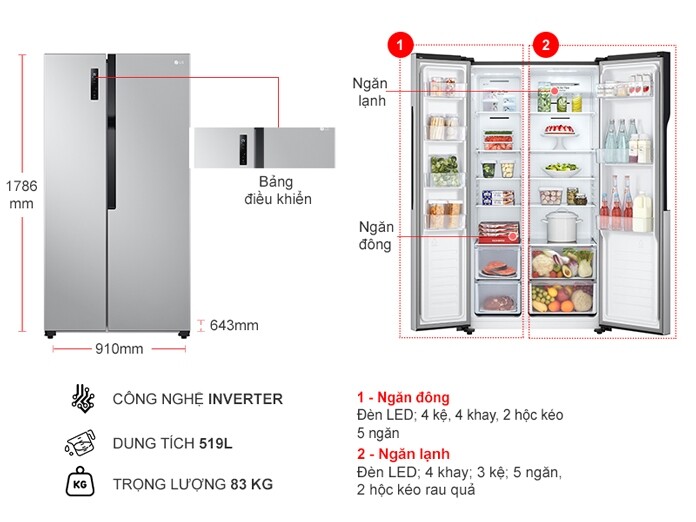 1
2
Ngăn
lạnh
Bảng
điều khiển
1786
mm
Ngăn
đông
643mm
910mm
CÔNG NGHỆ INVERTER
DUNG TÍCH 519L
KG
TRỌNG LƯỢNG 83 KG
1 - Ngăn đông
Đèn LED; 4 kệ, 4 khay, 2 hộc kéo
5 ngăn
2 - Ngăn lạnh
Đèn LED; 4 khay; 3 kệ; 5 ngăn,
2 hộc kéo rau quả